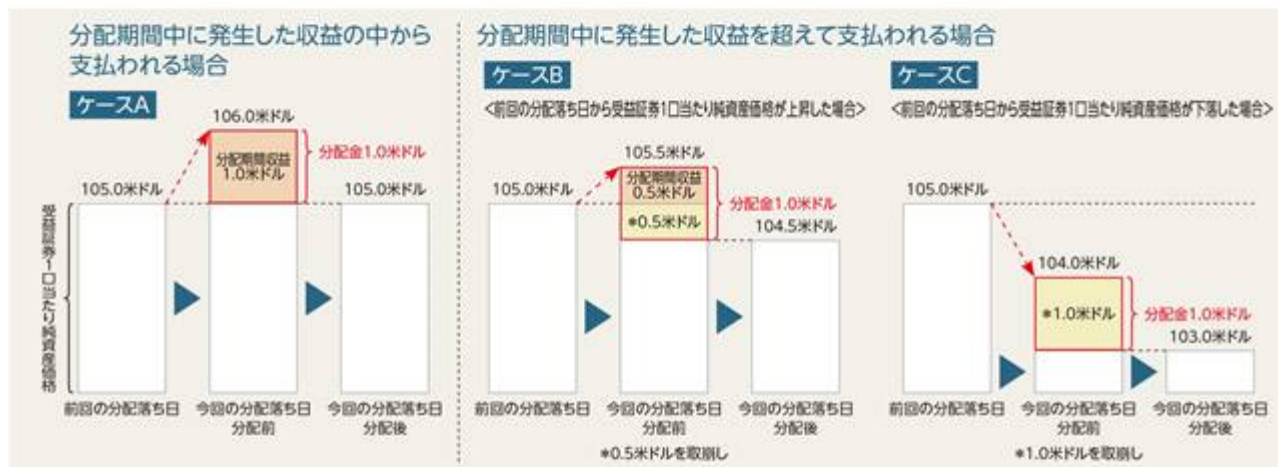 分配期間中に発生した収益の中から
支払われる場合
ケースA
106.0米ドル
分配期間収益
1.0米ドル
分配金1.0米ドル
105.0米ドル
105.0米ドル
受益証券1口当たり純資産価格
前回の分配落ち日
今回の分配落ち日
分配前
今回の分配落ち日
分配後
分配期間中に発生した収益を超えて支払われる場合
ケースB
<前回の分配落ち日から受益証券1口当たり純資産価格が上昇した場合>
105.5米ドル
105.0米ドル
分配期間収益
0.5米ドル
*0.5米ドル
分配金1.0米ドル
104.5米ドル
前回の分配落ち日
今回の分配落ち日
分配前
今回の分配落ち日
分配後
*0.5米ドルを取崩し
ケースC
<前回の分配落ち日から受益証券1口当たり純資産価格が下落した場合>
105.0米ドル
104.0米ドル
*1.0米ドル
分配金1.0米ドル
103.0米ドル
前回の分配落ち日
今回の分配落ち日
分配前
今回の分配落ち日
分配後
*1.0米ドルを取崩し